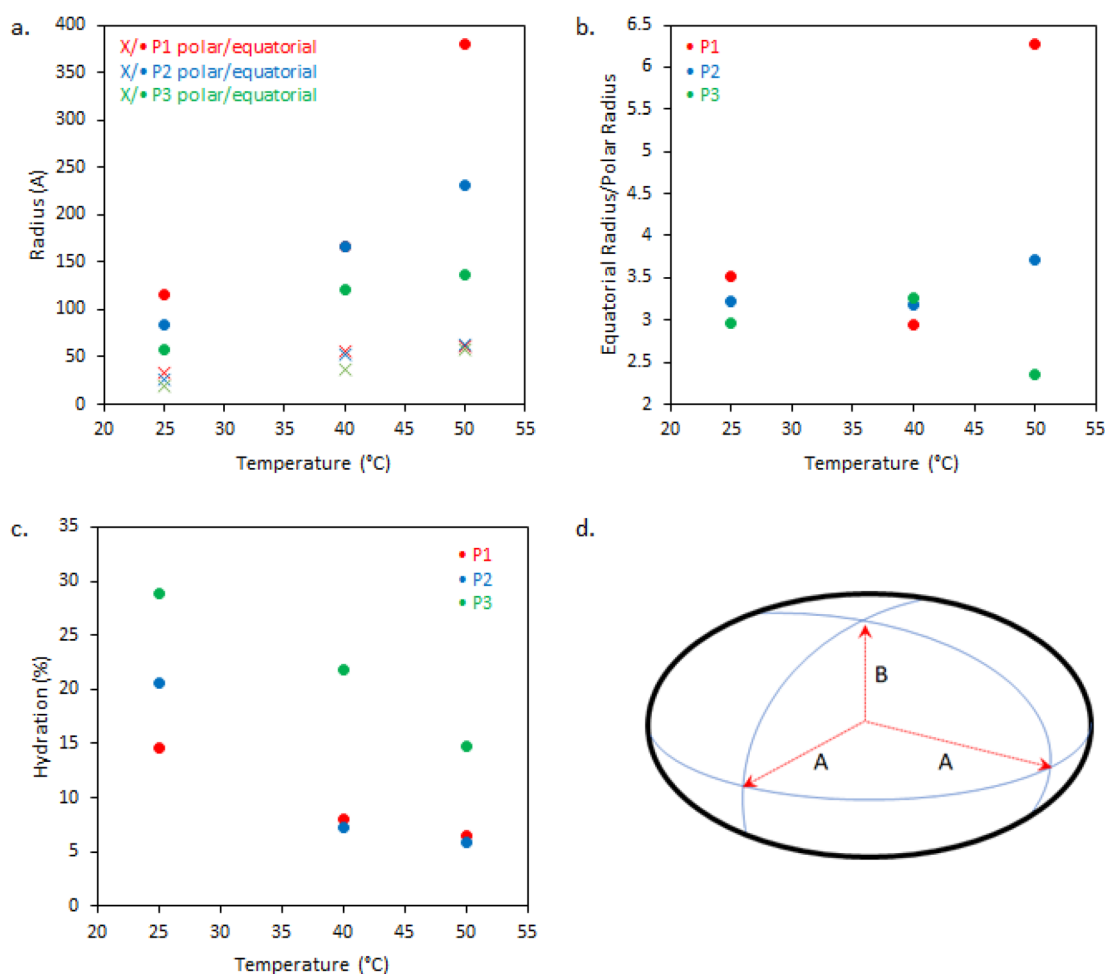 a.
400
350
300
250
200
150
100
50
0
Radius (A)
X/• P1 polar/equatorial
X/• P2 polar/equatorial
X/• P3 polar/equatorial
20 25 30 35 40 45 50 55
Temperature (°C)
b.
6.5
6
5.5
5
4.5
4
3.5
3
2.5
2
Equatorial Radius/Polar Radius
• P1
• P2
• P3
20 25 30 35 40 45 50 55
Temperature (°C)
c.
35
30
25
20
15
10
5
0
Hydration (%)
• P1
• P2
• P3
20 25 30 35 40 45 50 55
Temperature (°C)
d.
B
A A